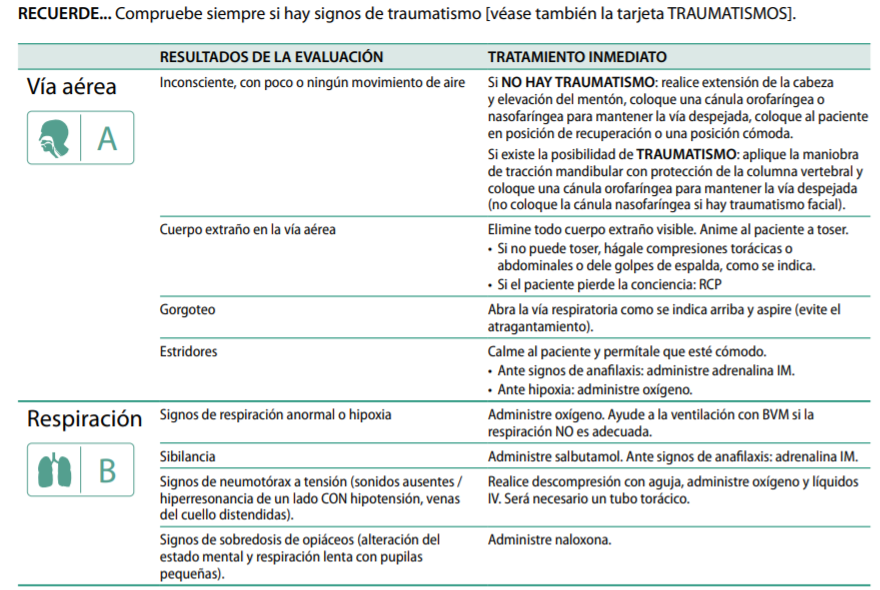 RECUERDE... Compruebe siempre si hay signos de traumatismo [véase también la tarjeta TRAUMATISMOS].
RESULTADOS DE LA EVALUACIÓN
TRATAMIENTO INMEDIATO
Vía aérea
A
Inconsciente, con poco o ningún movimiento de aire
Si NO HAY TRAUMATISMO: realice extensión de la cabeza
y elevación del mentón, coloque una cánula orofaríngea o
nasofaríngea para mantener la vía despejada, coloque al paciente
en posición de recuperación o una posición cómoda.
Si existe la posibilidad de TRAUMATISMO: aplique la maniobra
de tracción mandibular con protección de la columna vertebral y
coloque una cánula orofaríngea para mantener la vía despejada
(no coloque la cánula nasofaríngea si hay traumatismo facial).
Cuerpo extraño en la vía aérea
Elimine todo cuerpo extraño visible. Anime al paciente a toser.
• Si no puede toser, hágale compresiones torácicas o
abdominales o dele golpes de espalda, como se indica.
• Si el paciente pierde la conciencia: RCP
Gorgoteo
Abra la vía respiratoria como se indica arriba y aspire (evite el
atragantamiento).
Estridores
Calme al paciente y permítale que esté cómodo.
• Ante signos de anafilaxis: administre adrenalina IM.
• Ante hipoxia: administre oxígeno.
Respiración
B
Signos de respiración anormal o hipoxia
Administre oxígeno. Ayude a la ventilación con BVM si la
respiración NO es adecuada.
Sibilancia
Administre salbutamol. Ante signos de anafilaxis: adrenalina IM.
Signos de neumotórax a tensión (sonidos ausentes /
hiperresonancia de un lado CON hipotensión, venas
del cuello distendidas).
Realice descompresión con aguja, administre oxígeno y líquidos
IV. Será necesario un tubo torácico.
Signos de sobredosis de opiáceos (alteración del
estado mental y respiración lenta con pupilas
pequeñas).
Administre naloxona.